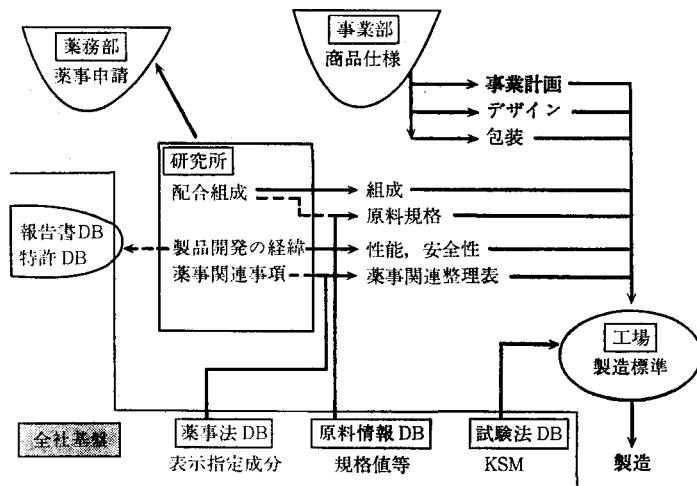 薬務部
薬事申請
事業部
商品仕様
事業計画
デザイン
包装
研究所
配合組成
組成
原料規格
報告書DB
特許DB
製品開発の経緯
性能，安全性
薬事関連事項
薬事関連整理表
工場
製造標準
全社基盤
薬事法DB
原料情報DB
試験法DB
製造
表示指定成分
規格値等
KSM